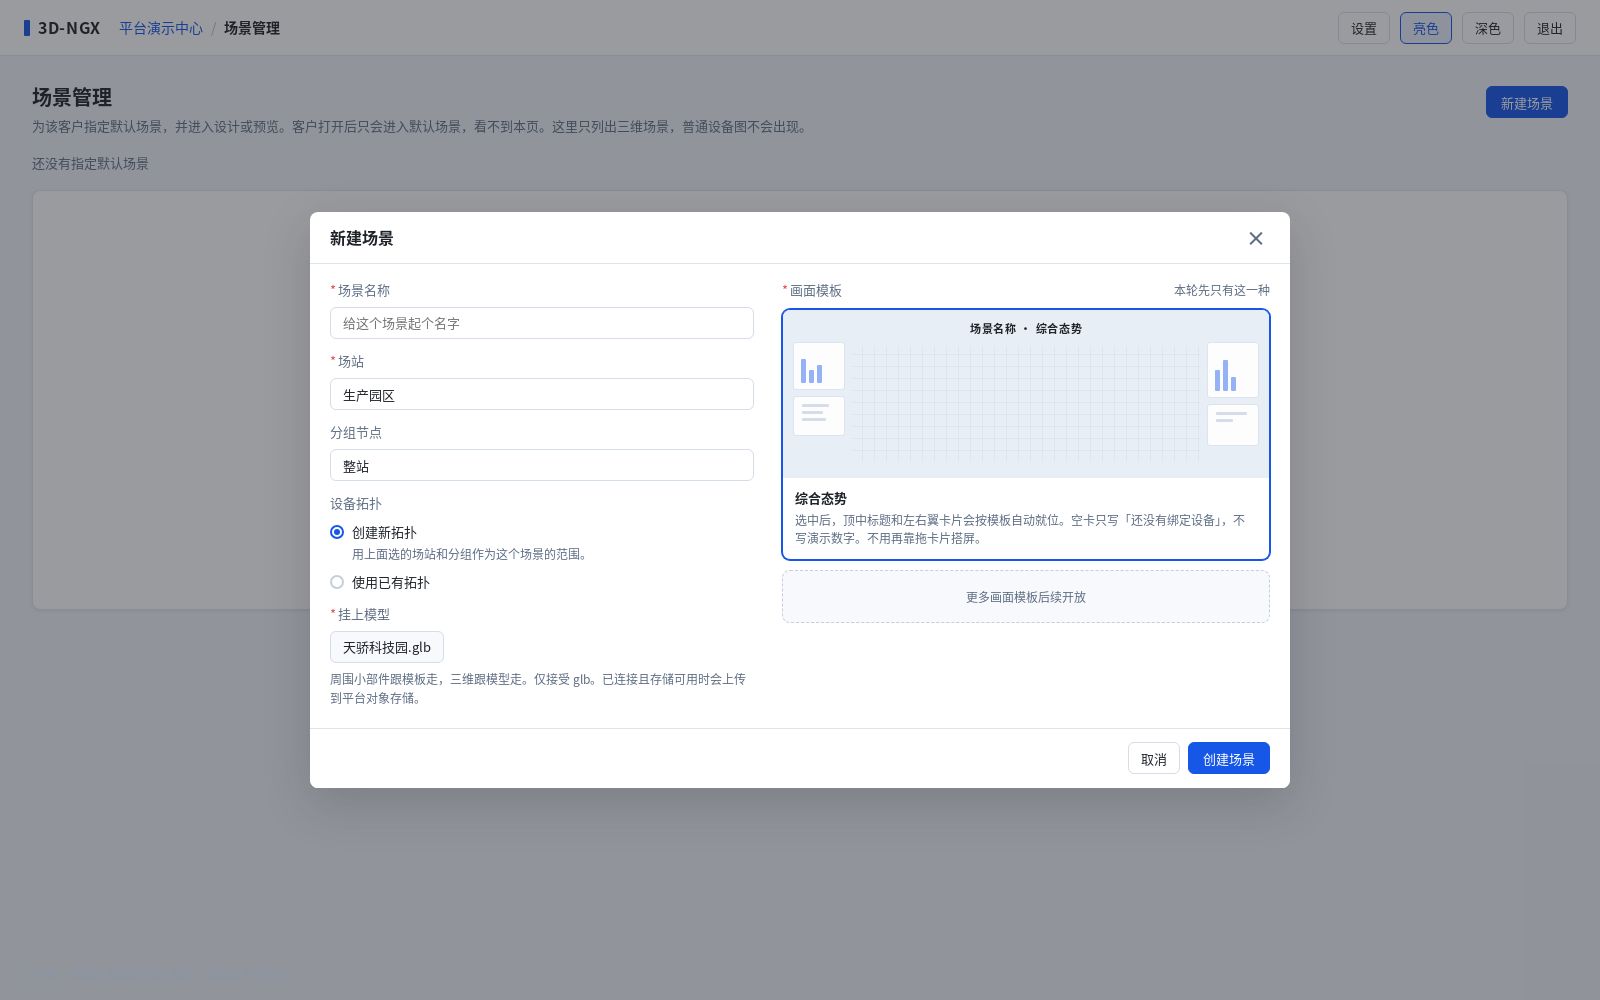 3D-NGX 平台演示中心 / 场景管理
设置 亮色 深色 退出
场景管理
新建场景
为该客户指定默认场景，并进入设计或预览。客户打开后只会进入默认场景，看不到本页。这里只列出三维场景，普通设备图不会出现。
还没有指定默认场景
新建场景
* 场景名称
给这个场景起个名字
* 场站
生产园区
分组节点
整站
设备拓扑
创建新拓扑
用上面选的场站和分组作为这个场景的范围。
使用已有拓扑
* 挂上模型
天骄科技园.glb
周围小部件跟模板走，三维跟模型走。仅接受 glb。已连接且存储可用时会上传
到平台对象存储。
* 画面模板
本轮先只有这一种
场景名称 · 综合态势
综合态势
选中后，顶中标题和左右翼卡片会按模板自动就位。空卡只写「还没有绑定设备」，不
写演示数字。不用再靠拖卡片搭屏。
更多画面模板后续开放
取消 创建场景